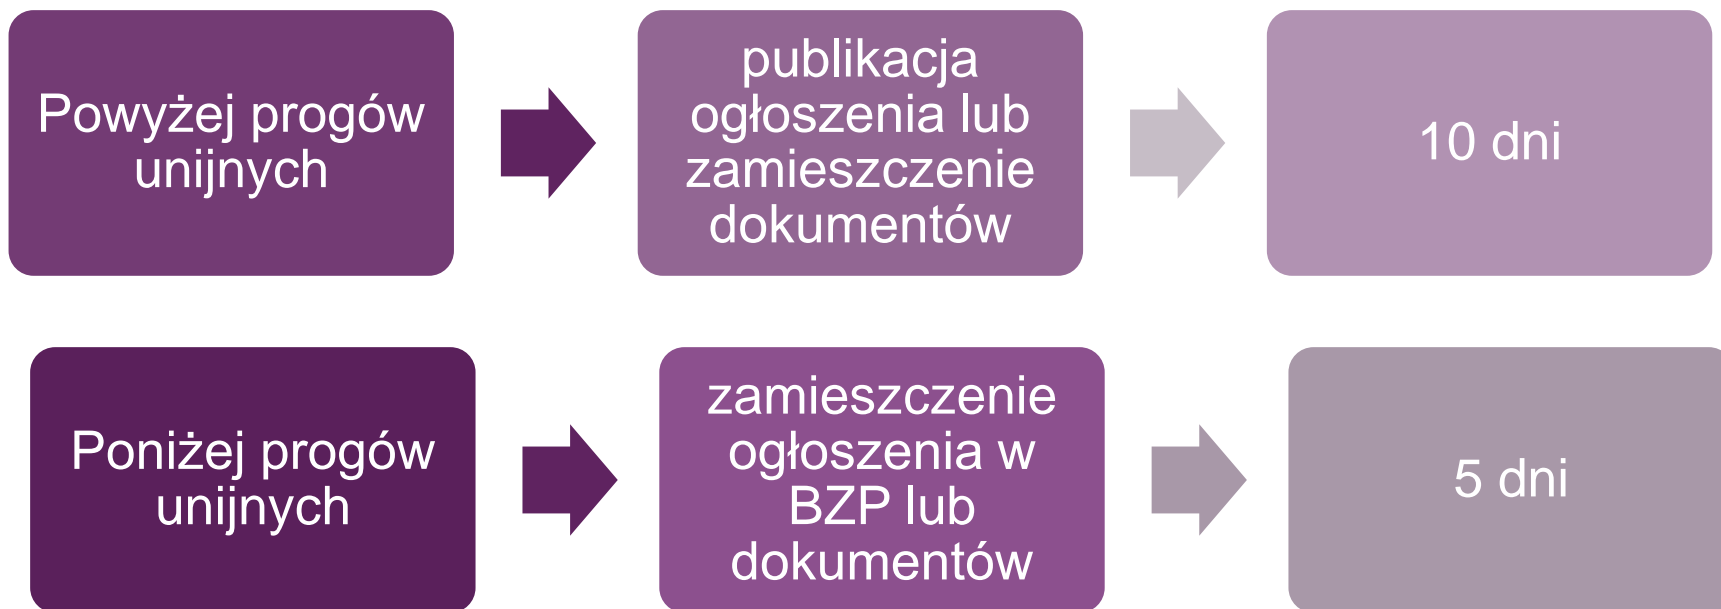 Powyżej progów
unijnych
publikacja
ogłoszenia lub
zamieszczenie
dokumentów
10 dni
Poniżej progów
unijnych
zamieszczenie
ogłoszenia w
BZP lub
dokumentów
5 dni